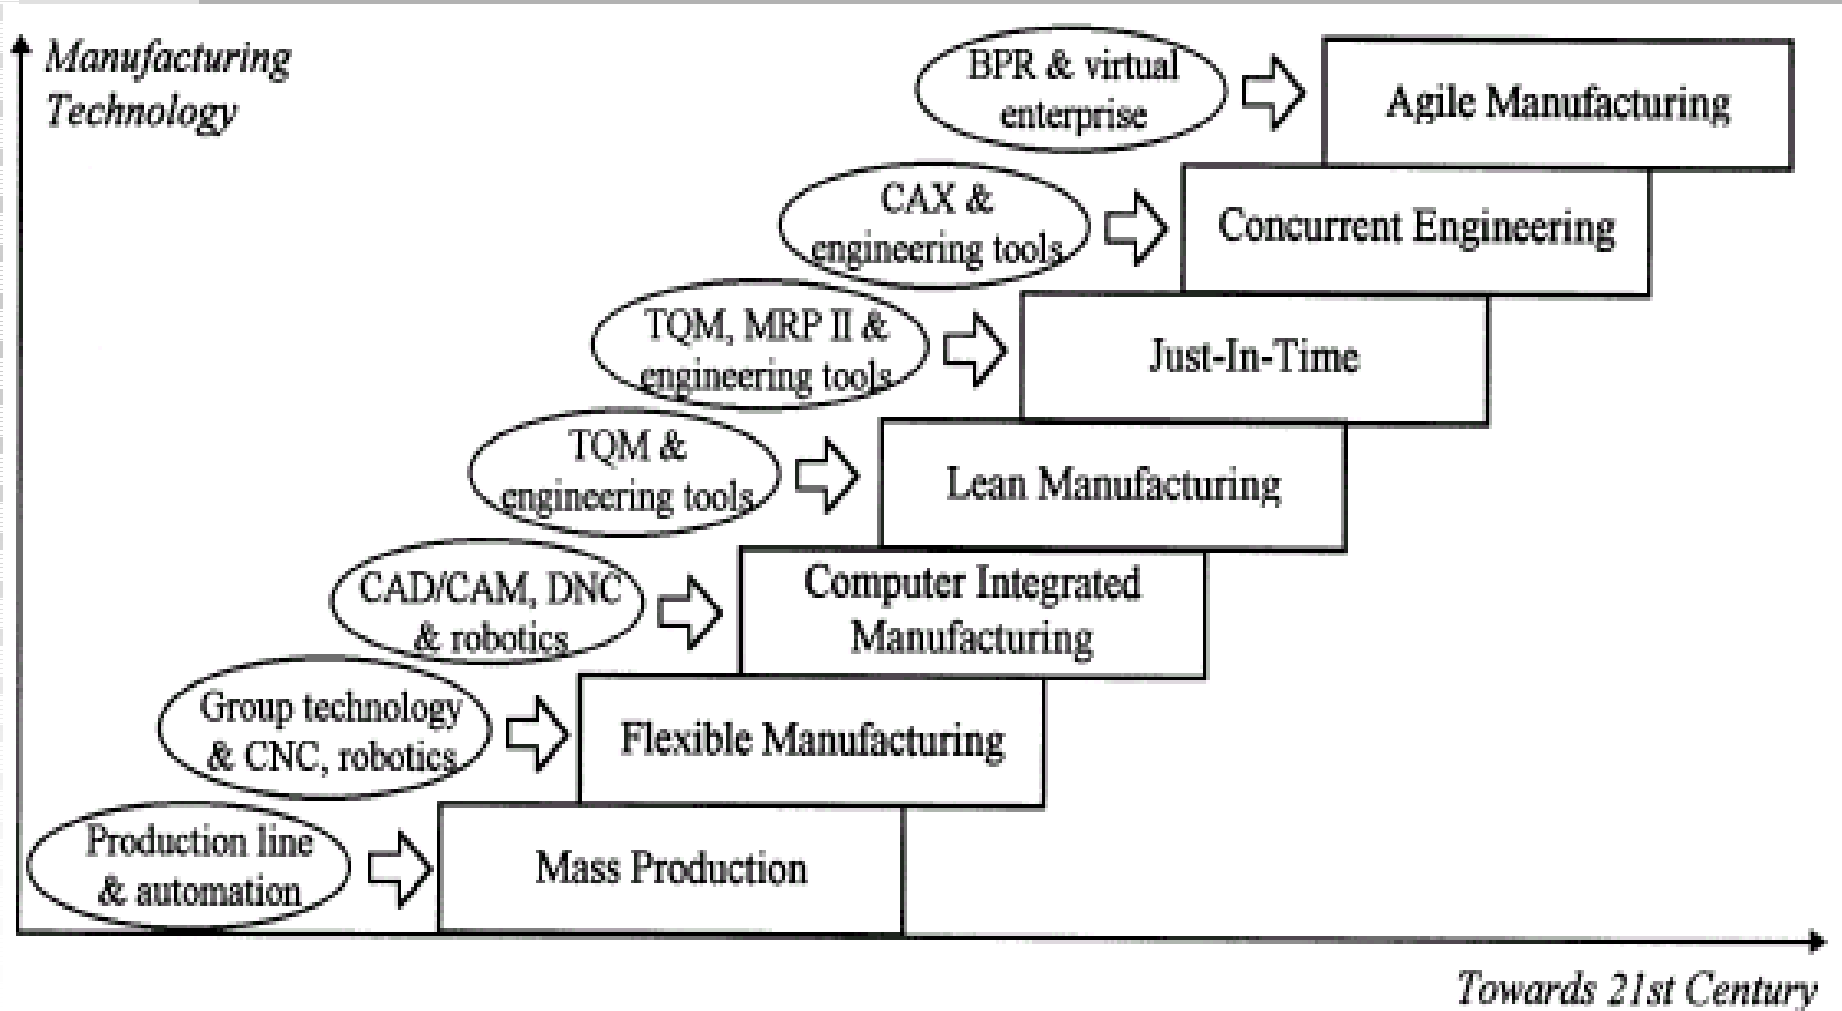 Manufacturing
Technology
BPR & virtual
enterprise
Agile Manufacturing
CAX &
engineering tools
Concurrent Engineering
TQM, MRP II &
engineering tools
Just-In-Time
TQM &
engineering tools
Lean Manufacturing
CAD/CAM, DNC
& robotics
Computer Integrated
Manufacturing
Group technology
& CNC, robotics
Flexible Manufacturing
Production line
& automation
Mass Production
Towards 21st Century